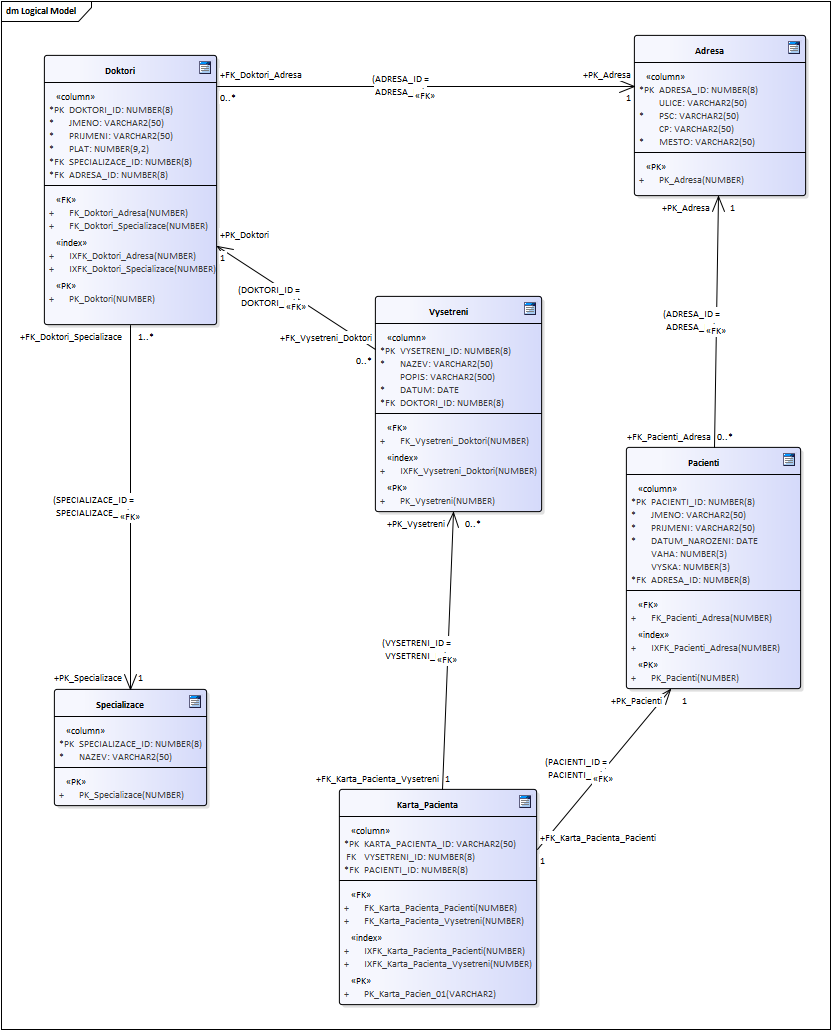 dm Logical Model
Doktori
«column»
*PK DOKTORI_ID: NUMBER(8)
* JMENO: VARCHAR2(50)
* PRIJMENI: VARCHAR2(50)
* PLAT: NUMBER(9,2)
*FK SPECIALIZACE_ID: NUMBER(8)
*FK ADRESA_ID: NUMBER(8)
«FK»
+ FK_Doktori_Adresa(NUMBER)
+ FK_Doktori_Specializace(NUMBER)
«index»
+ IXFK_Doktori_Adresa(NUMBER)
+ IXFK_Doktori_Specializace(NUMBER)
«PK»
+ PK_Doktori(NUMBER)
+FK_Doktori_Adresa
0..*
(ADRESA_ID =
ADRESA_ «FK»
+PK_Adresa
1
Adresa
«column»
*PK ADRESA_ID: NUMBER(8)
ULICE: VARCHAR2(50)
* PSC: VARCHAR2(50)
CP: VARCHAR2(50)
* MESTO: VARCHAR2(50)
«PK»
+ PK_Adresa(NUMBER)
+PK_Adresa 1
+PK_Doktori
1
(DOKTORI_ID =
DOKTORI_ «FK»
+FK_Vysetreni_Doktori
0..*
Vysetreni
«column»
*PK VYSETRENI_ID: NUMBER(8)
* NAZEV: VARCHAR2(50)
POPIS: VARCHAR2(500)
* DATUM: DATE
*FK DOKTORI_ID: NUMBER(8)
«FK»
+ FK_Vysetreni_Doktori(NUMBER)
«index»
+ IXFK_Vysetreni_Doktori(NUMBER)
«PK»
+ PK_Vysetreni(NUMBER)
+PK_Vysetreni 0..*
(ADRESA_ID =
ADRESA_ «FK»
+FK_Pacienti_Adresa 0..*
Pacienti
«column»
*PK PACIENTI_ID: NUMBER(8)
* JMENO: VARCHAR2(50)
* PRIJMENI: VARCHAR2(50)
* DATUM_NAROZENI: DATE
VAHA: NUMBER(3)
VYSKA: NUMBER(3)
*FK ADRESA_ID: NUMBER(8)
«FK»
+ FK_Pacienti_Adresa(NUMBER)
«index»
+ IXFK_Pacienti_Adresa(NUMBER)
«PK»
+ PK_Pacienti(NUMBER)
+PK_Pacienti 1
+FK_Doktori_Specializace 1..*
(SPECIALIZACE_ID =
SPECIALIZACE_ «FK»
+PK_Specializace 1
Specializace
«column»
*PK SPECIALIZACE_ID: NUMBER(8)
* NAZEV: VARCHAR2(50)
«PK»
+ PK_Specializace(NUMBER)
(VYSETRENI_ID =
VYSETRENI_ «FK»
+FK_Karta_Pacienta_Vysetreni 1
(PACIENTI_ID =
PACIENTI_ «FK»
+FK_Karta_Pacienta_Pacienti
1
Karta_Pacienta
«column»
*PK KARTA_PACIENTA_ID: VARCHAR2(50)
FK VYSETRENI_ID: NUMBER(8)
*FK PACIENTI_ID: NUMBER(8)
«FK»
+ FK_Karta_Pacienta_Pacienti(NUMBER)
+ FK_Karta_Pacienta_Vysetreni(NUMBER)
«index»
+ IXFK_Karta_Pacienta_Pacienti(NUMBER)
+ IXFK_Karta_Pacienta_Vysetreni(NUMBER)
«PK»
+ PK_Karta_Pacien_01(VARCHAR2)